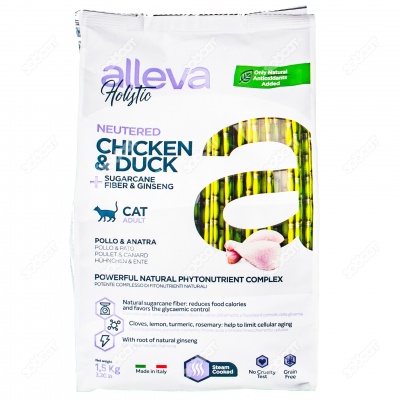 alleva
Holistic
Only Natural
Antioxidants
Added
NEUTERED
CHICKEN
& DUCK
+ SUGARCANE
FIBER & GINSENG
CAT
ADULT
POLLO & ANATRA
POLLO & PATO
POULET & CANARD
HÜHNCHEN & ENTE
POWERFUL NATURAL PHYTONUTRIENT COMPLEX
POTENTE COMPLESSO DI FITONUTRIENTI NATURALI
Natural sugarcane fiber: reduces food calories
and favors the glycaemic control
Cloves, lemon, turmeric, rosemary: help to limit cellular aging
With root of natural ginseng
Net weight
1,5 Kg
Made in Italy
Steam
Cooked
No Cruelty
Test
Grain
Free